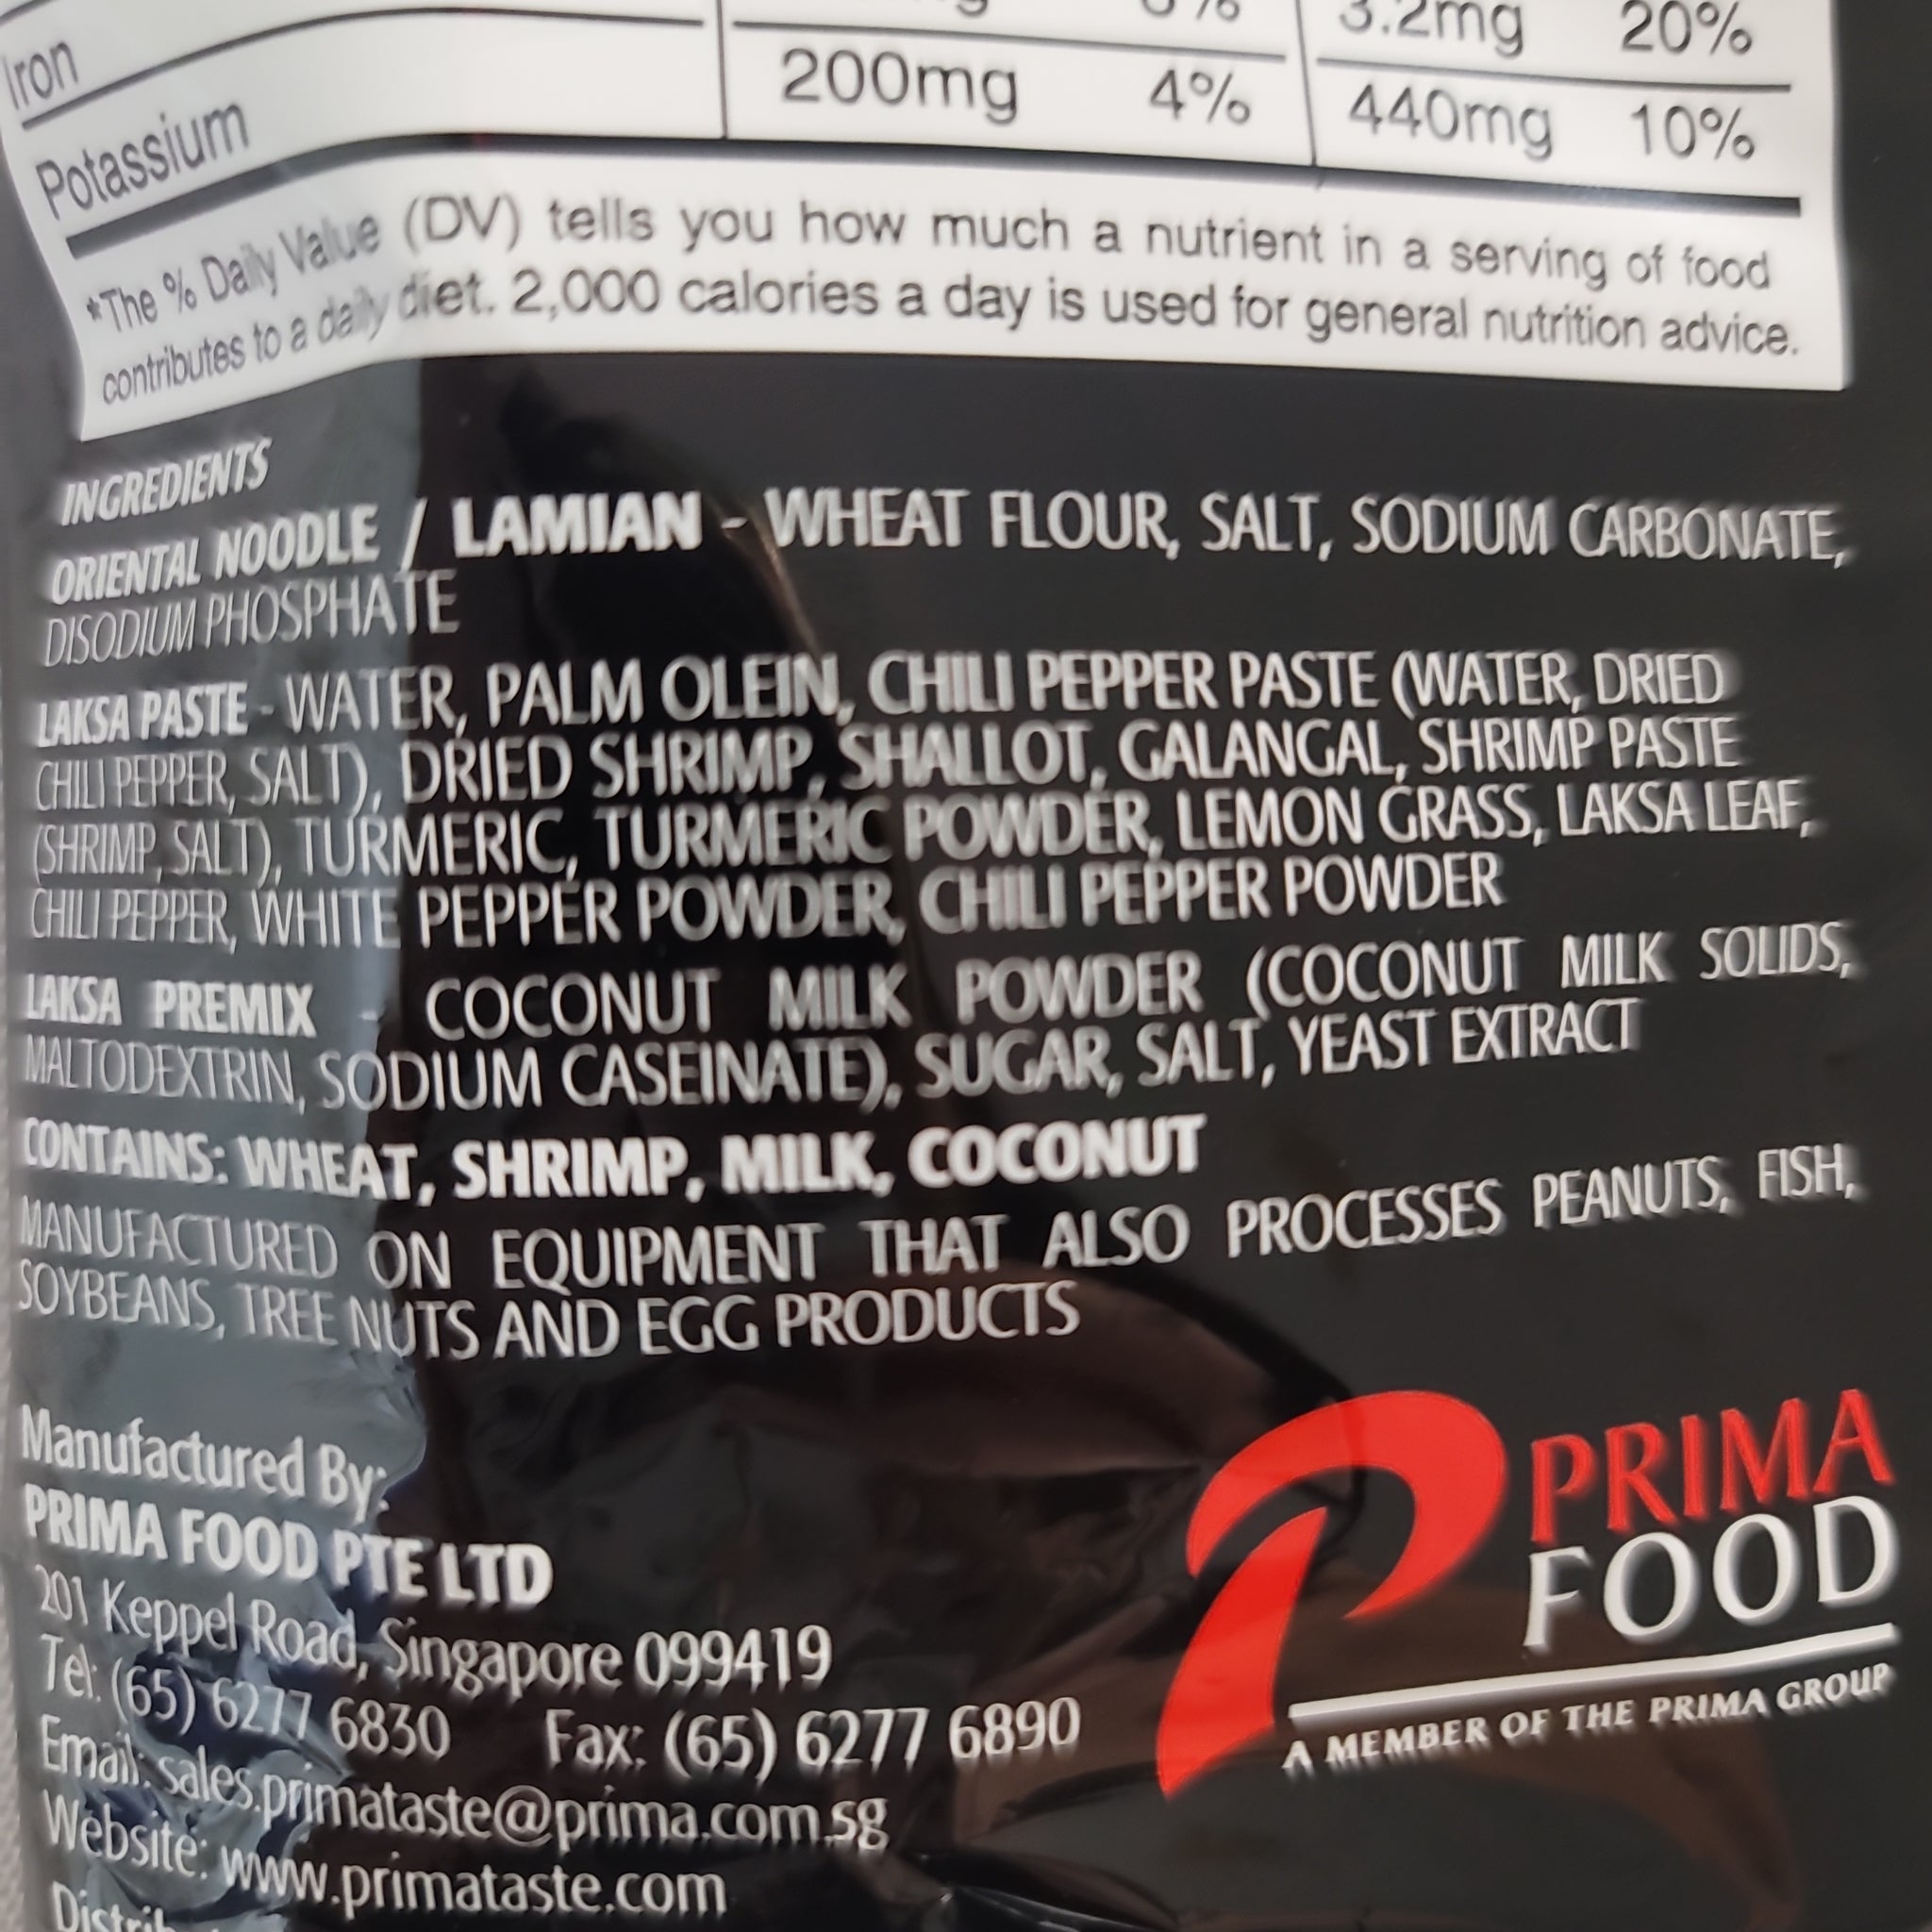 Iron 3.2mg 20%
Potassium 200mg 4% 440mg 10%
*The % Daily Value (DV) tells you how much a nutrient in a serving of food
contributes to a daily diet. 2,000 calories a day is used for general nutrition advice.
INGREDIENTS
ORIENTAL NOODLE / LAMIAN - WHEAT FLOUR, SALT, SODIUM CARBONATE,
DISODIUM PHOSPHATE
LAKSA PASTE - WATER, PALM OLEIN, CHILI PEPPER PASTE (WATER, DRIED
CHILI PEPPER, SALT), DRIED SHRIMP, SHALLOT, GALANGAL, SHRIMP PASTE
(SHRIMP, SALT), TURMERIC, TURMERIC POWDER, LEMON GRASS, LAKSA LEAF,
CHILI PEPPER, WHITE PEPPER POWDER, CHILI PEPPER POWDER
LAKSA PREMIX - COCONUT MILK POWDER (COCONUT MILK SOLIDS,
MALTODEXTRIN, SODIUM CASEINATE), SUGAR, SALT, YEAST EXTRACT
CONTAINS: WHEAT, SHRIMP, MILK, COCONUT
MANUFACTURED ON EQUIPMENT THAT ALSO PROCESSES PEANUTS, FISH,
SOYBEANS, TREE NUTS AND EGG PRODUCTS
Manufactured By:
PRIMA FOOD PTE LTD
201 Keppel Road, Singapore 099419
Tel: (65) 6277 6830 Fax: (65) 6277 6890
Email: sales.primataste@prima.com.sg
Website: www.primataste.com
PRIMA
FOOD
A MEMBER OF THE PRIMA GROUP